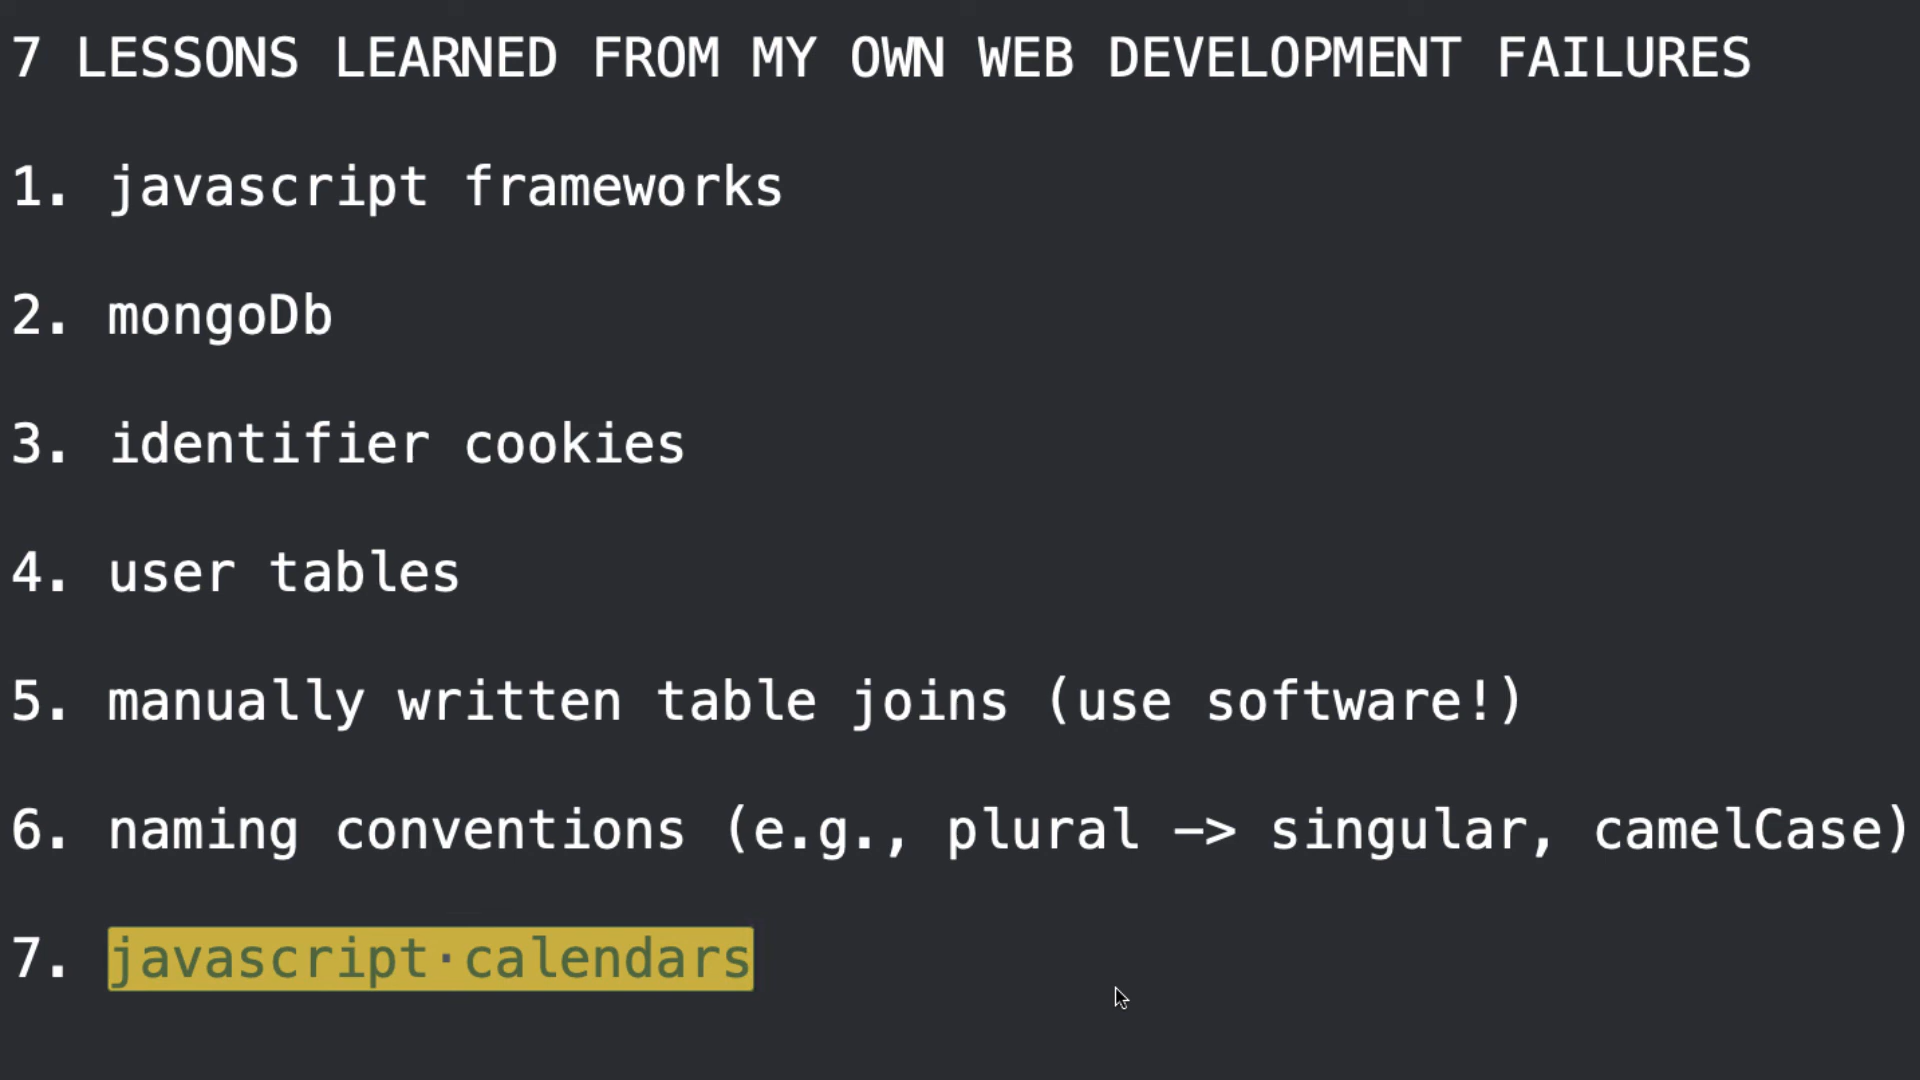 7 LESSONS LEARNED FROM MY OWN WEB DEVELOPMENT FAILURES
1. javascript frameworks
2. mongoDb
3. identifier cookies
4. user tables
5. manually written table joins (use software!)
6. naming conventions (e.g., plural —> singular, camelCase)
7. javascript·calendars